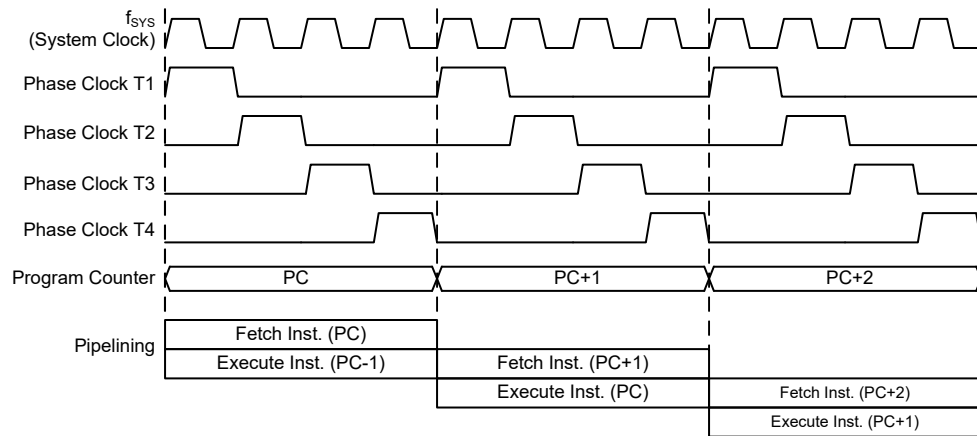 fSYS
(System Clock)
Phase Clock T1
Phase Clock T2
Phase Clock T3
Phase Clock T4
Program Counter PC PC+1 PC+2
Pipelining
Fetch Inst. (PC)
Execute Inst. (PC-1) Fetch Inst. (PC+1)
Execute Inst. (PC) Fetch Inst. (PC+2)
Execute Inst. (PC+1)